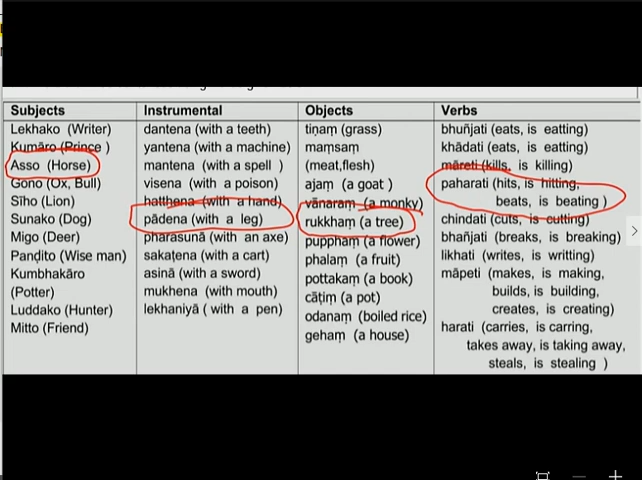 Subjects Instrumental Objects Verbs
Lekhako (Writer) dantena (with a teeth) tiṇaṃ (grass) bhuñjati (eats, is eatting)
Kumāro (Prince ) yantena (with a machine) maṃsaṃ khādati (eats, is eatting)
Asso (Horse) mantena (with a spell ) (meat,flesh) māreti (kills, is killing)
Goṇo (Ox, Bull) visena (with a poison) ajaṃ (a goat ) paharati (hits, is hitting,
Sīho (Lion) hatthena (with a hand) vānaraṃ (a monky) beats, is beating )
Sunako (Dog) pādena (with a leg) rukkhaṃ (a tree) chindati (cuts, is cutting)
Migo (Deer) pharasunā (with an axe) pupphaṃ (a flower) bhañjati (breaks, is breaking)
Paṇḍito (Wise man) sakaṭena (with a cart) phalaṃ (a fruit) likhati (writes, is writting)
Kumbhakāro asinā (with a sword) pottakaṃ (a book) māpeti (makes, is making,
(Potter) mukhena (with mouth) cāṭiṃ (a pot) builds, is building,
Luddako (Hunter) lekhaniyā ( with a pen) odanaṃ (boiled rice) creates, is creating)
Mitto (Friend) gehaṃ (a house) harati (carries, is carring,
takes away, is taking away,
steals, is stealing )